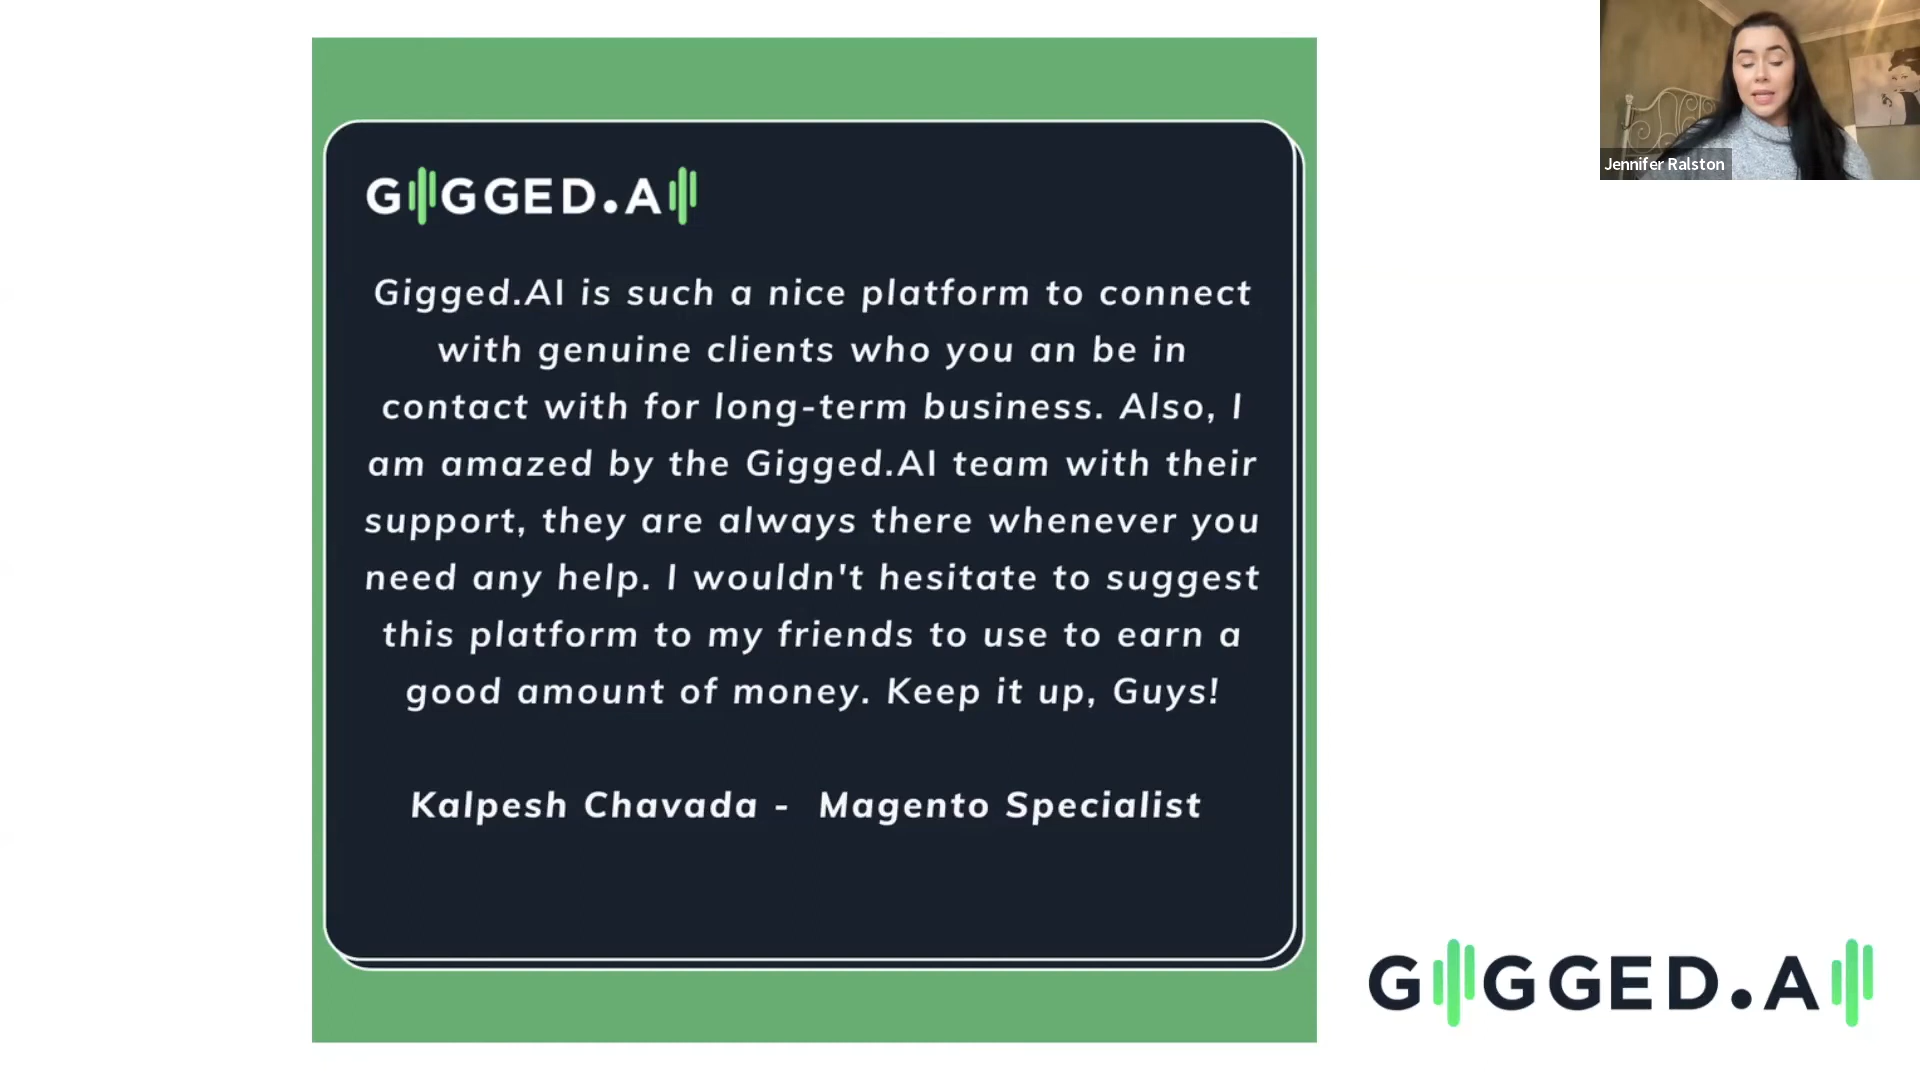 GIGGED.AI
Gigged.AI is such a nice platform to connect
with genuine clients who you an be in
contact with for long-term business. Also, I
am amazed by the Gigged.AI team with their
support, they are always there whenever you
need any help. I wouldn't hesitate to suggest
this platform to my friends to use to earn a
good amount of money. Keep it up, Guys!
Kalpesh Chavada - Magento Specialist
Jennifer Ralston
GIGGED.AI